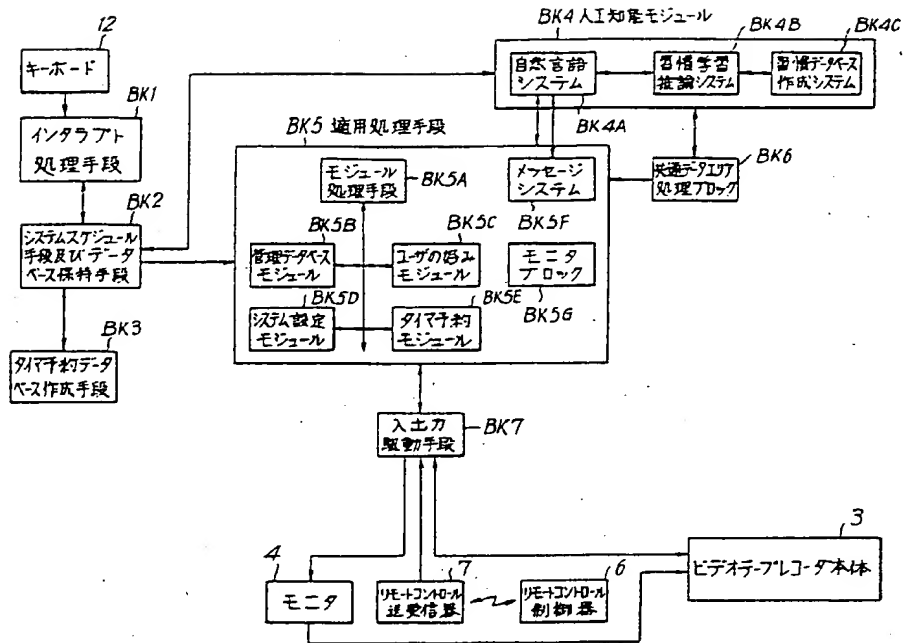 12
キーボード
BK1
インタラプト
処理手段
BK2
システムスケジュール
手段及びデータ
ベース保持手段
BK3
タイマ予約データ
ベース作成手段
BK4 人工知能モジュール
BK4B
BK4C
自然言語
システム
習慣学習
推論システム
習慣データベース
作成システム
BK4A
BK5 適用処理手段
モジュール
処理手段
BK5A
メッセージ
システム
BK5F
共通データエリア
処理ブロック
BK6
BK5B
管理データベース
モジュール
BK5C
ユーザの好み
モジュール
モニタ
ブロック
BK5G
BK5D
システム設定
モジュール
BK5E
タイマ予約
モジュール
入出力
駆動手段
BK7
4
モニタ
7
リモートコントロール
送受信器
6
リモートコントロール
制御器
3
ビデオテープレコーダ本体